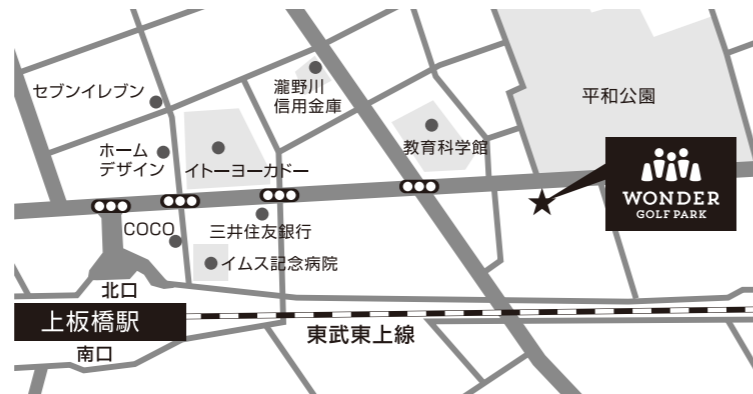 セブンイレブン
瀧野川
信用金庫
平和公園
ホーム
デザイン
イトーヨーカドー
教育科学館
WONDER
GOLF PARK
COCO
三井住友銀行
イムス記念病院
北口
上板橋駅
東武東上線
南口